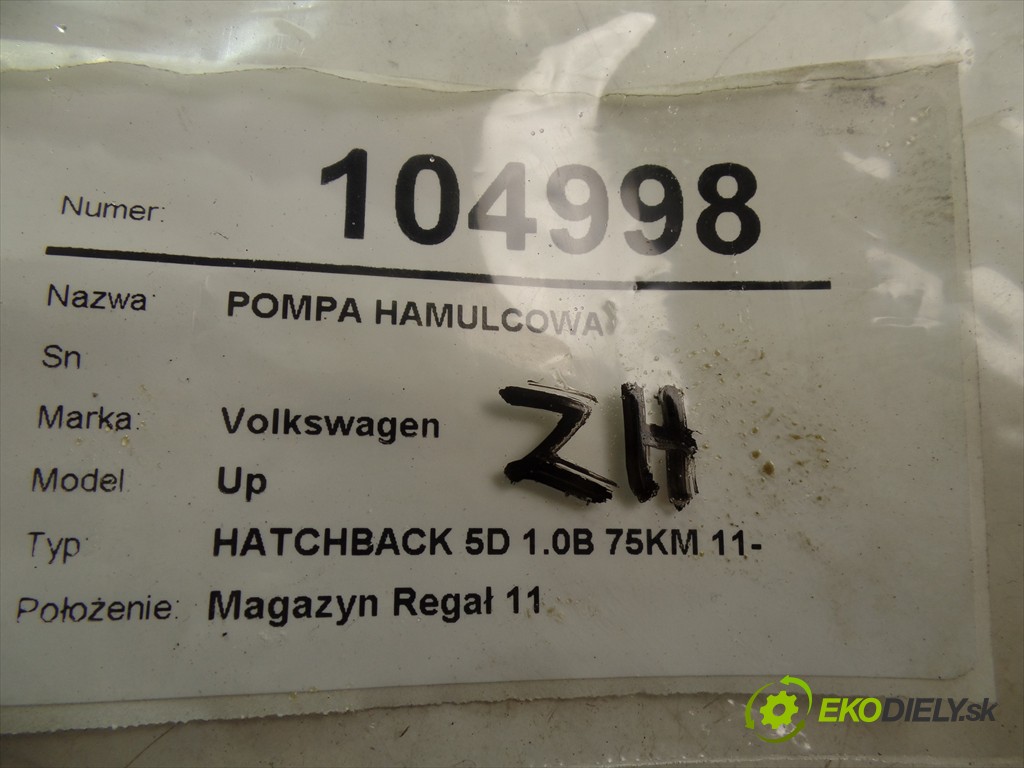 Numer: 104998
Nazwa: POMPA HAMULCOWA
Sn
ZH
Marka: Volkswagen
Model Up
Typ: HATCHBACK 5D 1.0B 75KM 11-
Położenie: Magazyn Regał 11
EKODIELY.sk